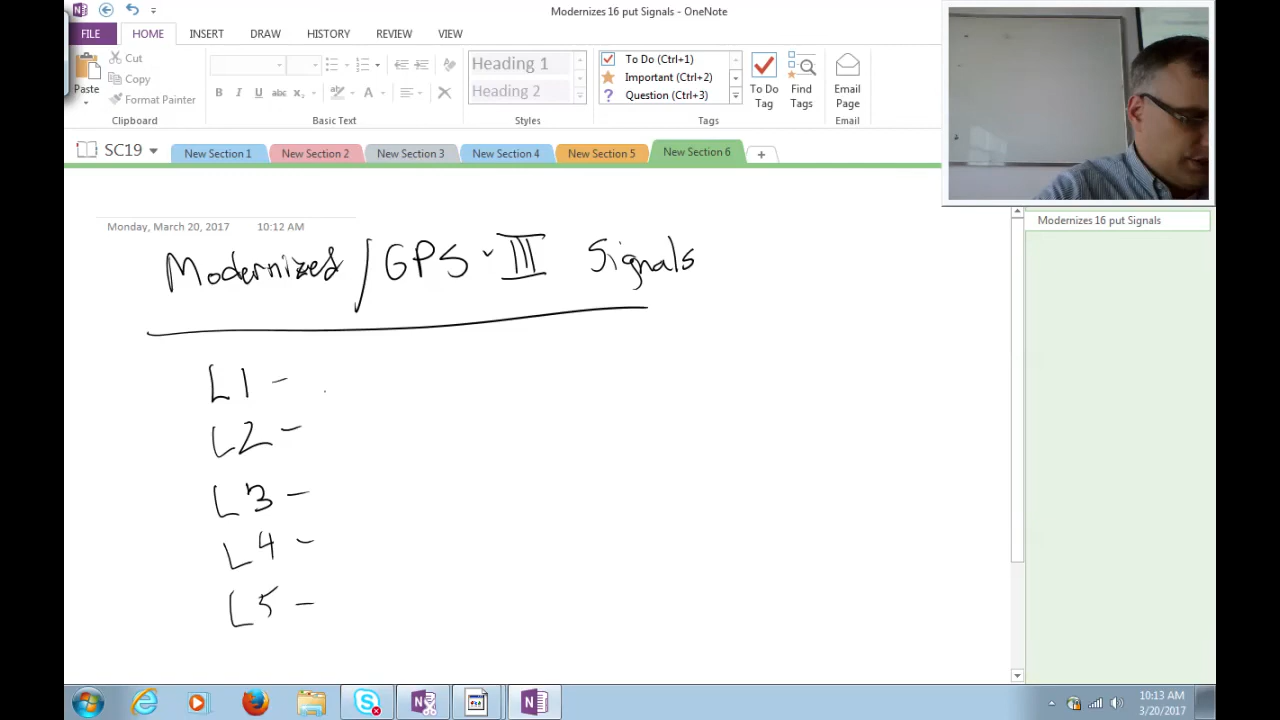 Modernizes 16 put Signals - OneNote
FILE HOME INSERT DRAW HISTORY REVIEW VIEW
Paste
Cut
Copy
Format Painter
Clipboard
B I U abc X₂ A
Basic Text
Heading 1
Heading 2
Styles
To Do (Ctrl+1)
Important (Ctrl+2)
Question (Ctrl+3)
Tags
To Do
Tag
Find
Tags
Email
Page
Email
SC19 New Section 1 New Section 2 New Section 3 New Section 4 New Section 5 New Section 6 +
Modernizes 16 put Signals
Monday, March 20, 2017 10:12 AM
Modernized/GPS-III Signals
L1 -
L2 -
L3 -
L4 -
L5 -
10:13 AM
3/20/2017